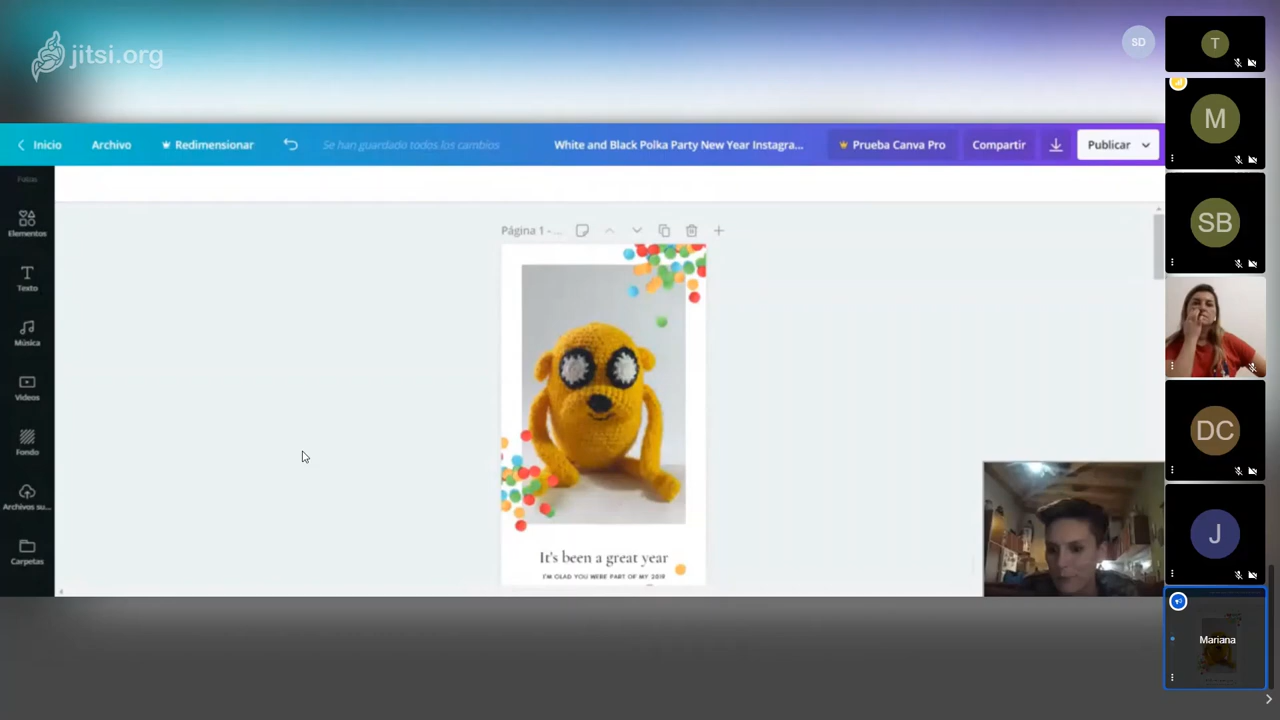 jitsi.org
SD
T
M
SB
DC
J
Mariana
Inicio
Archivo
Redimensionar
Se han guardado todos los cambios
White and Black Polka Party New Year Instagra...
Prueba Canva Pro
Compartir
Publicar
Fotos
Elementos
Texto
Música
Videos
Fondo
Archivos su...
Carpetas
Página 1 - ...
It's been a great year
I'M GLAD YOU WERE PART OF MY 2019